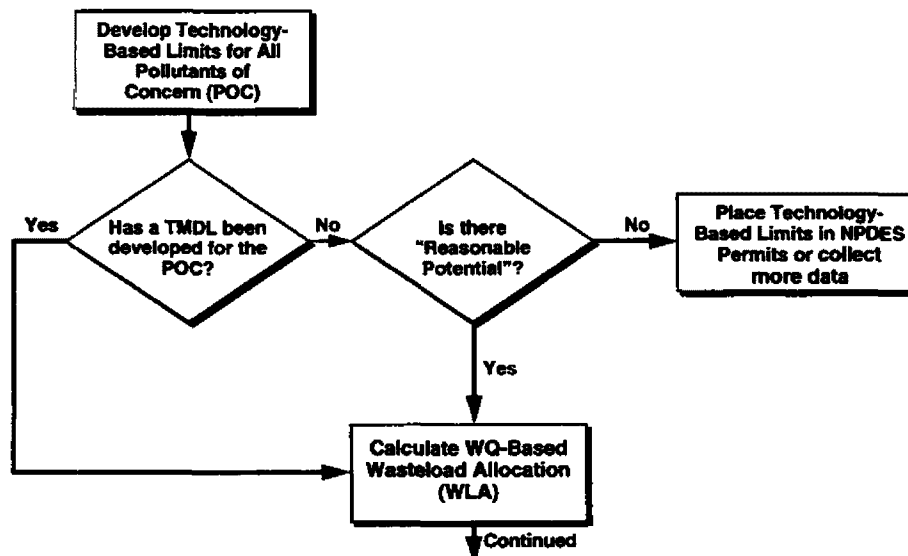 Develop Technology-
Based Limits for All
Pollutants of
Concern (POC)
Yes
Has a TMDL been
developed for the
POC?
No
Is there
"Reasonable
Potential"?
No
Place Technology-
Based Limits in NPDES
Permits or collect
more data
Yes
Calculate WQ-Based
Wasteload Allocation
(WLA)
Continued